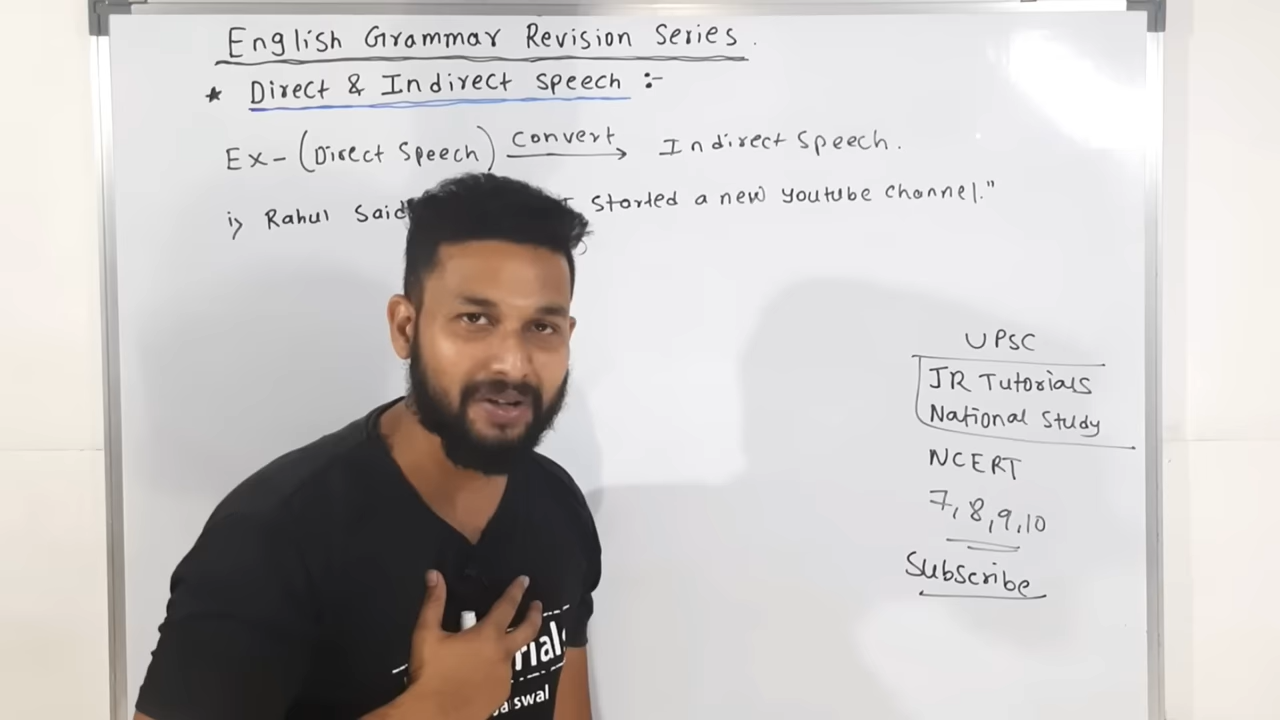 English Grammar Revision Series.
* Direct & Indirect Speech :-
Ex- (Direct Speech) Convert → Indirect Speech.
i) Rahul Said I Started a new Youtube channel."
UPSC
JR Tutorials
National Study
NCERT
7, 8, 9, 10
Subscribe